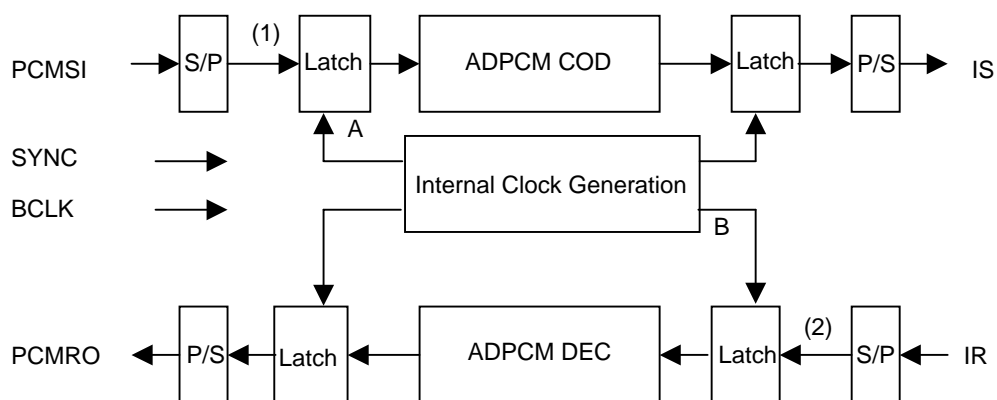 (1)
PCMSI S/P Latch ADPCM COD Latch P/S IS
A
SYNC
Internal Clock Generation
BCLK
B
(2)
PCMRO P/S Latch ADPCM DEC Latch S/P IR